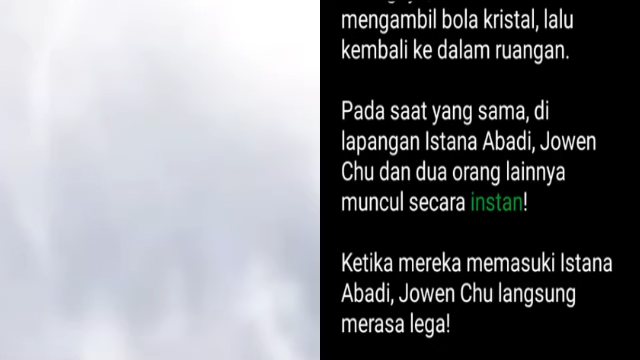 mengambil bola kristal, lalu
kembali ke dalam ruangan.
Pada saat yang sama, di
lapangan Istana Abadi, Jowen
Chu dan dua orang lainnya
muncul secara instan!
Ketika mereka memasuki Istana
Abadi, Jowen Chu langsung
merasa lega!